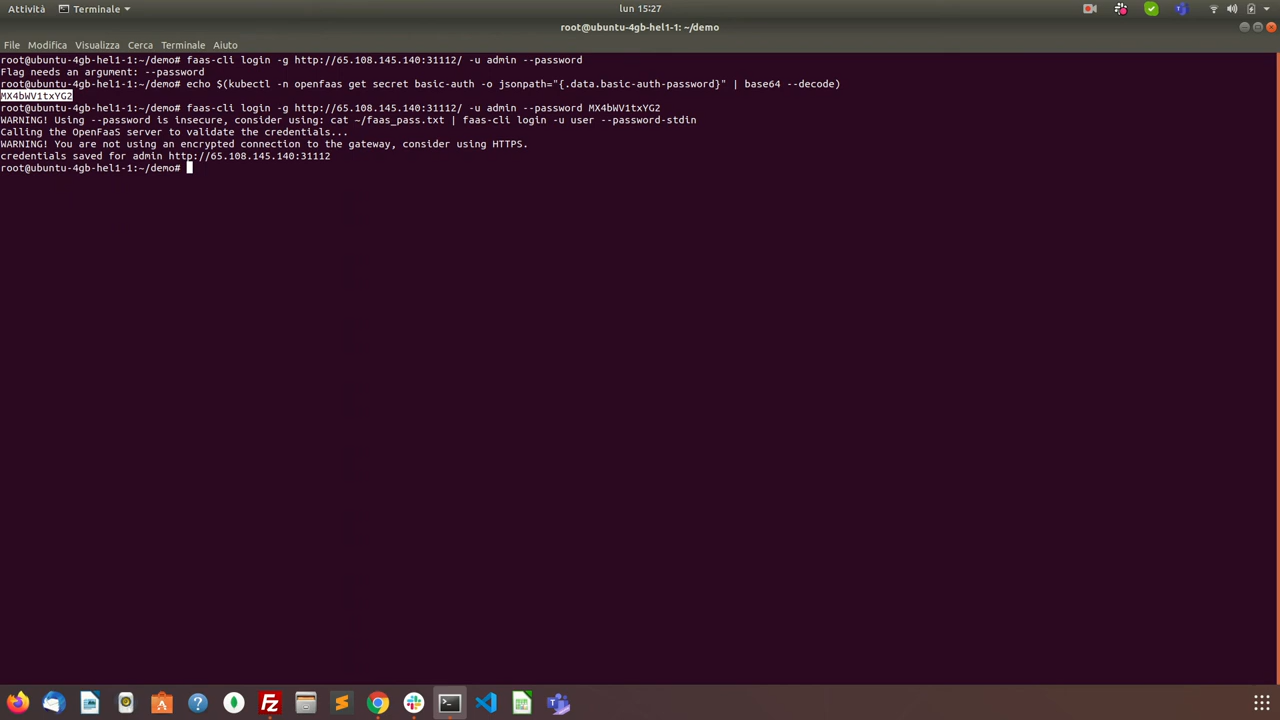 Attività
Terminale
lun 15:27
root@ubuntu-4gb-hel1-1: ~/demo
File Modifica Visualizza Cerca Terminale Aiuto
root@ubuntu-4gb-hel1-1:~/demo# faas-cli login -g http://65.108.145.140:31112/ -u admin --password
Flag needs an argument: --password
root@ubuntu-4gb-hel1-1:~/demo# echo $(kubectl -n openfaas get secret basic-auth -o jsonpath="{.data.basic-auth-password}" | base64 --decode)
MX4bWV1txYG2
root@ubuntu-4gb-hel1-1:~/demo# faas-cli login -g http://65.108.145.140:31112/ -u admin --password MX4bWV1txYG2
WARNING! Using --password is insecure, consider using: cat ~/faas_pass.txt | faas-cli login -u user --password-stdin
Calling the OpenFaaS server to validate the credentials...
WARNING! You are not using an encrypted connection to the gateway, consider using HTTPS.
credentials saved for admin http://65.108.145.140:31112
root@ubuntu-4gb-hel1-1:~/demo#